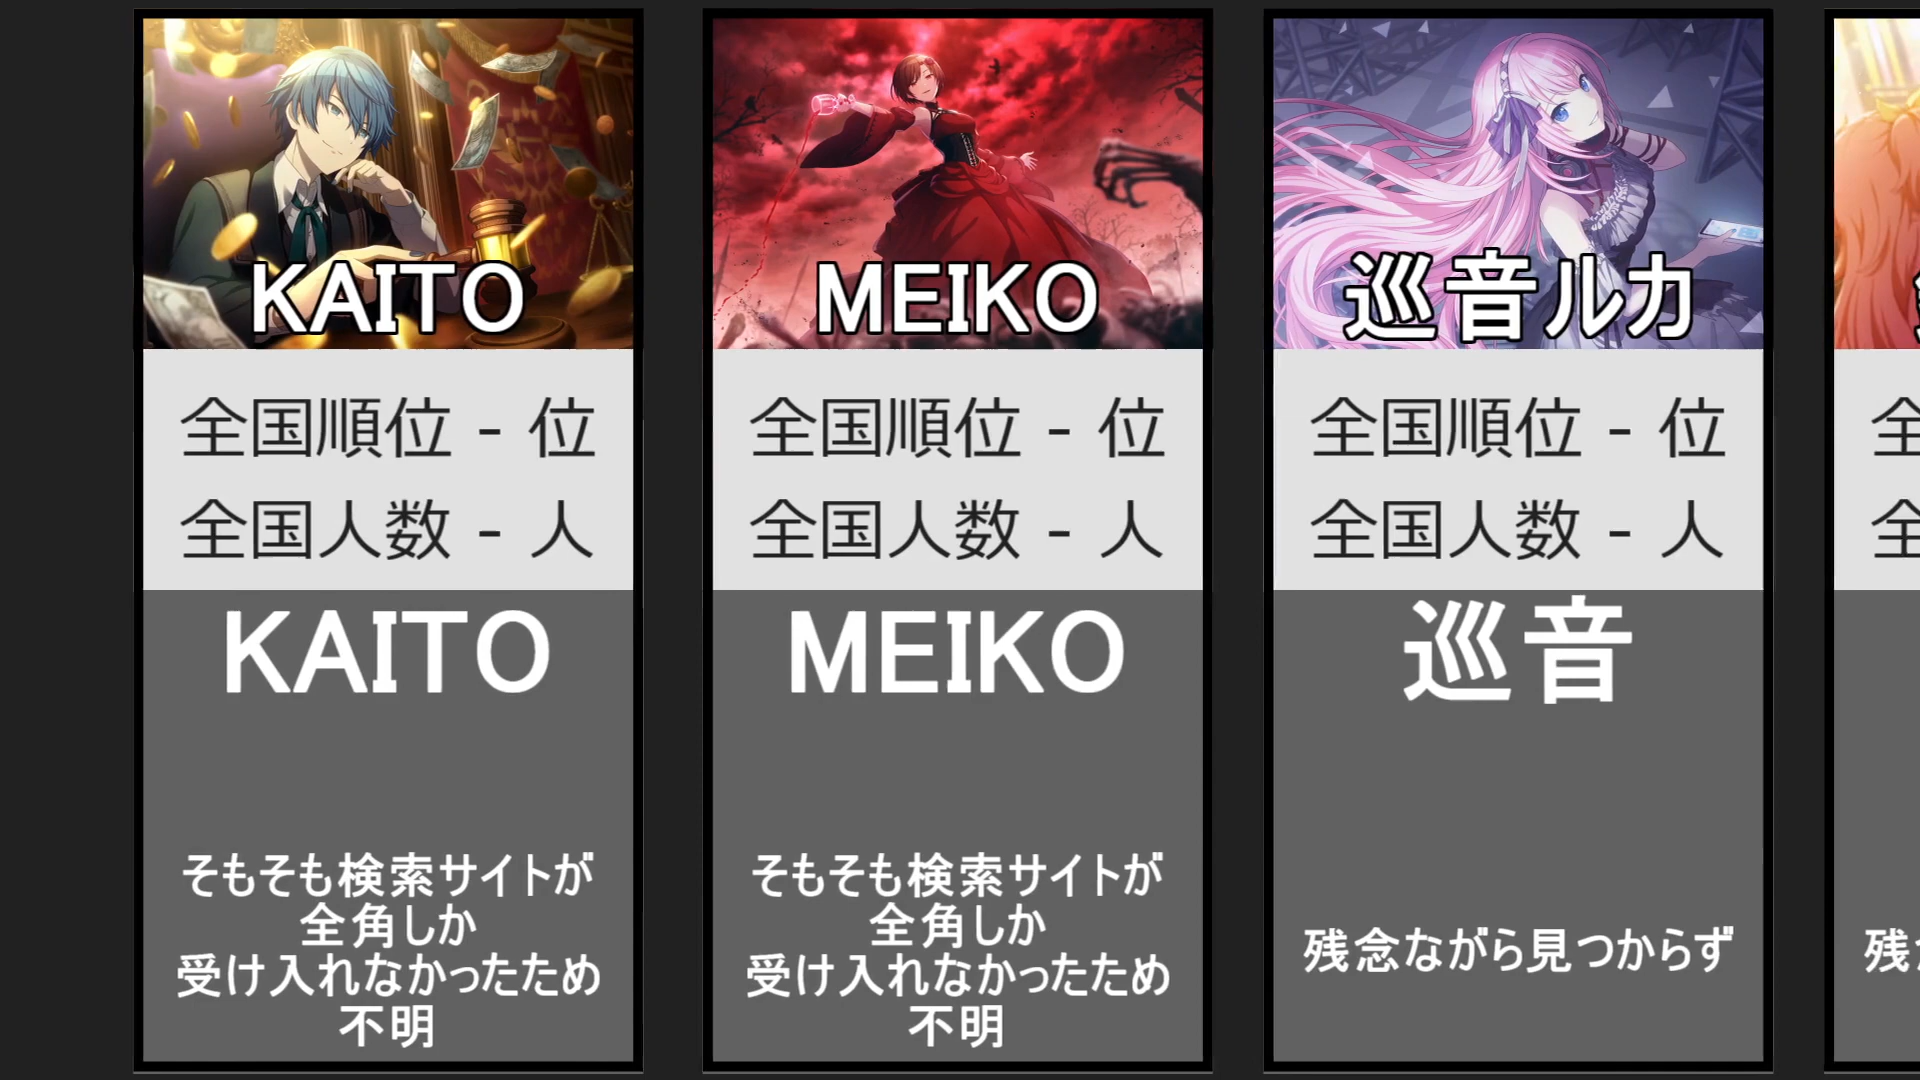 KAITO
全国順位 - 位
全国人数 - 人
KAITO
そもそも検索サイトが
全角しか
受け入れなかったため
不明
MEIKO
全国順位 - 位
全国人数 - 人
MEIKO
そもそも検索サイトが
全角しか
受け入れなかったため
不明
巡音ルカ
全国順位 - 位
全国人数 - 人
巡音
残念ながら見つからず
全
全
残